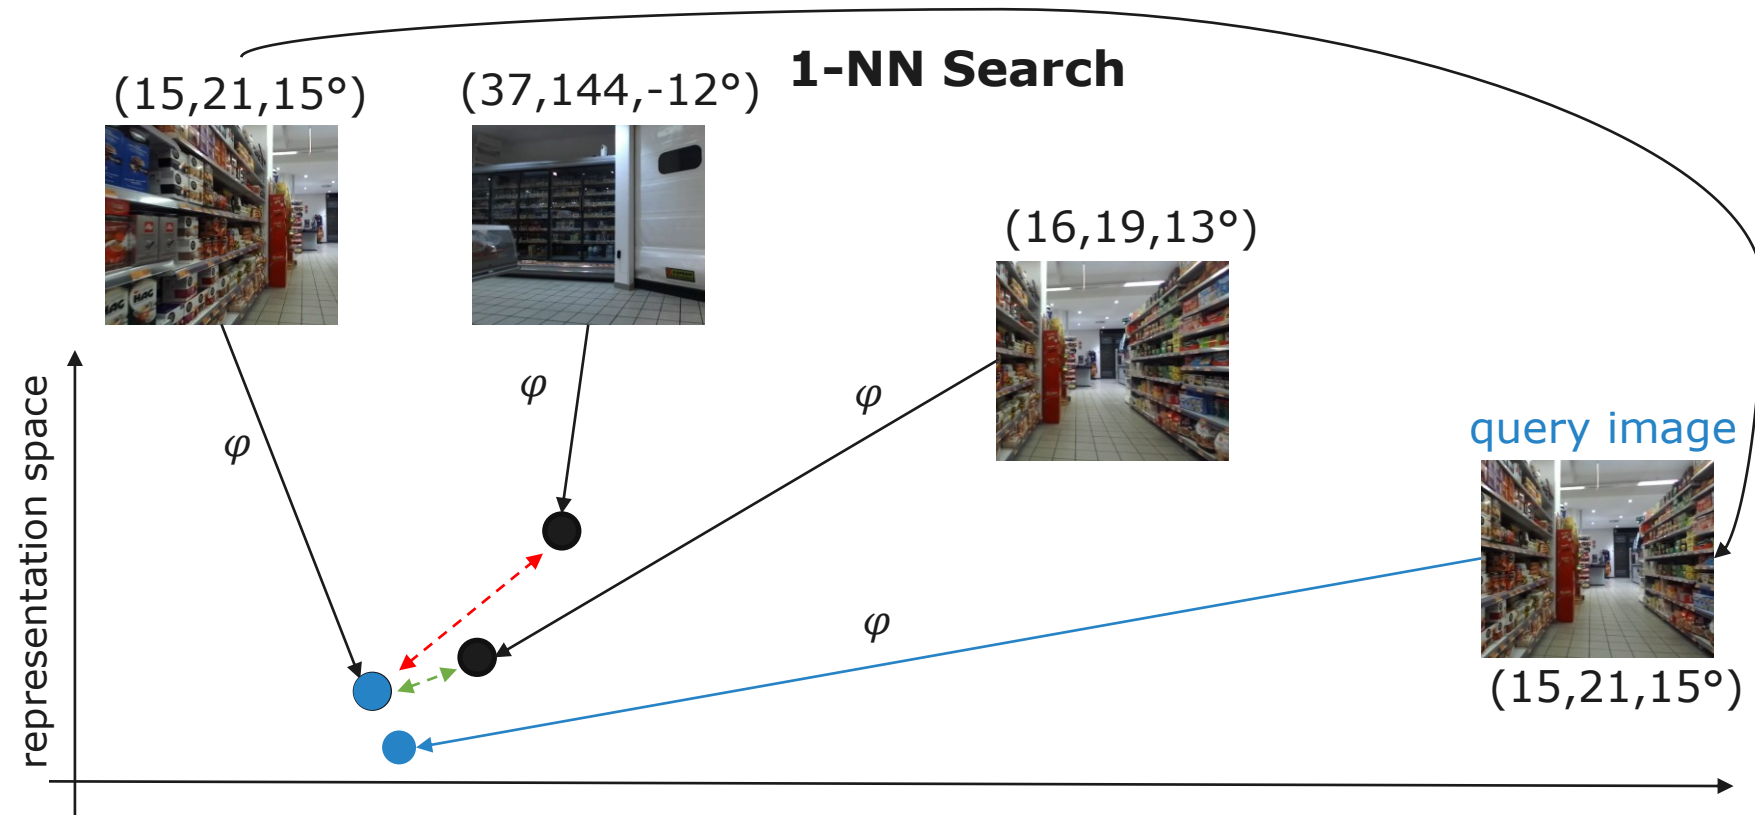 1-NN Search
(15,21,15°)
(37,144,-12°)
(16,19,13°)
φ
φ
φ
φ
query image
(15,21,15°)
representation space